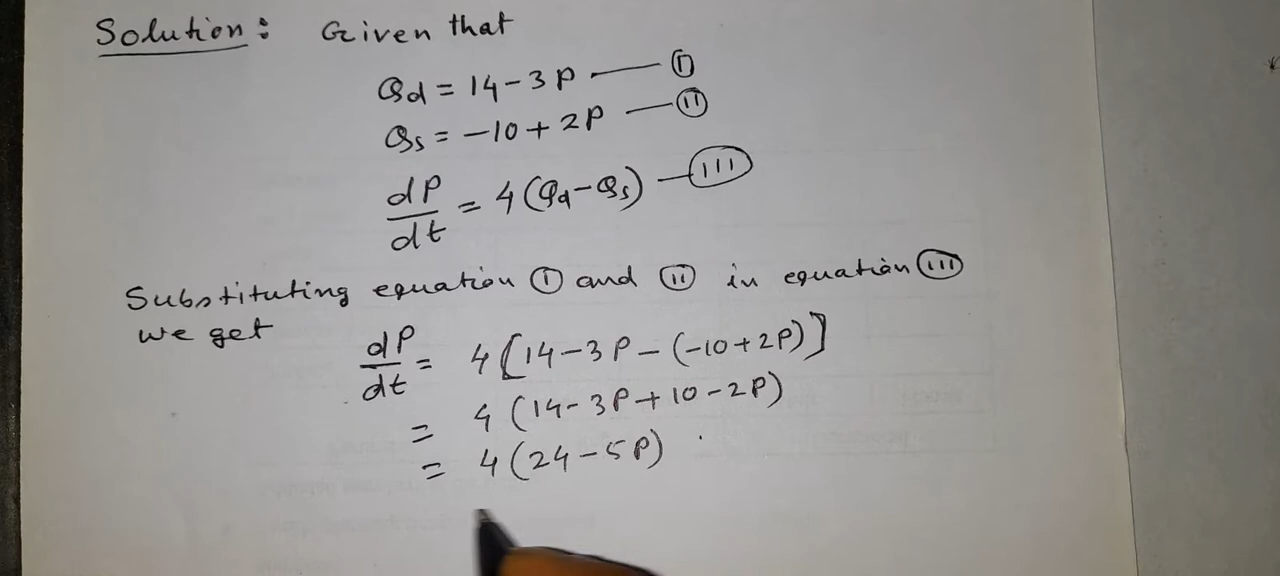 Solution: Given that
Qd = 14 - 3P — I
Qs = -10 + 2P — II
dP/dt = 4(Qd - Qs) — III
Substituting equation I and II in equation III
we get
dP/dt = 4[14 - 3P - (-10 + 2P)]
= 4(14 - 3P + 10 - 2P)
= 4(24 - 5P)